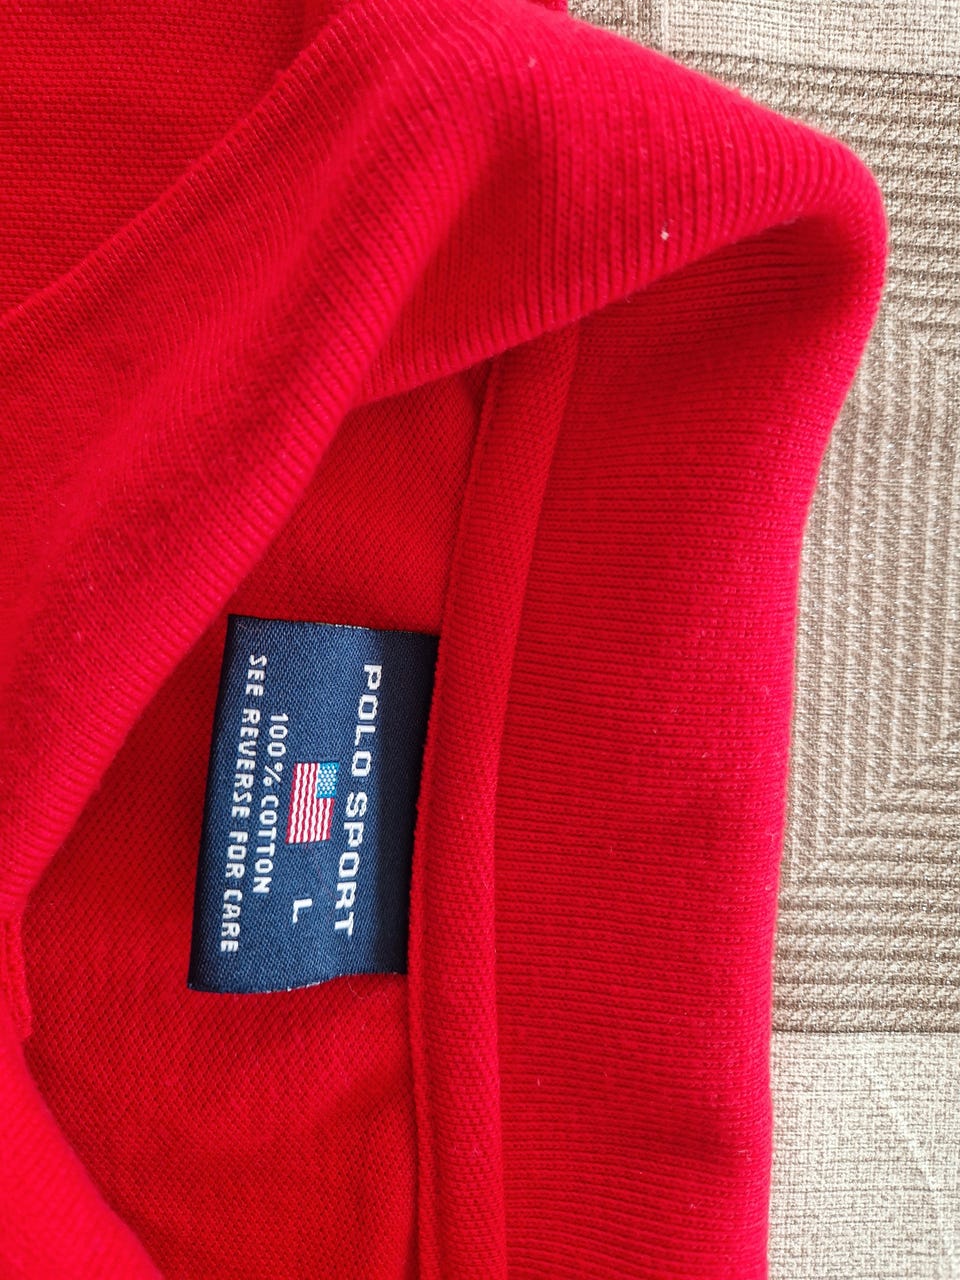 POLO SPORT
L
100% COTTON
SEE REVERSE FOR CARE